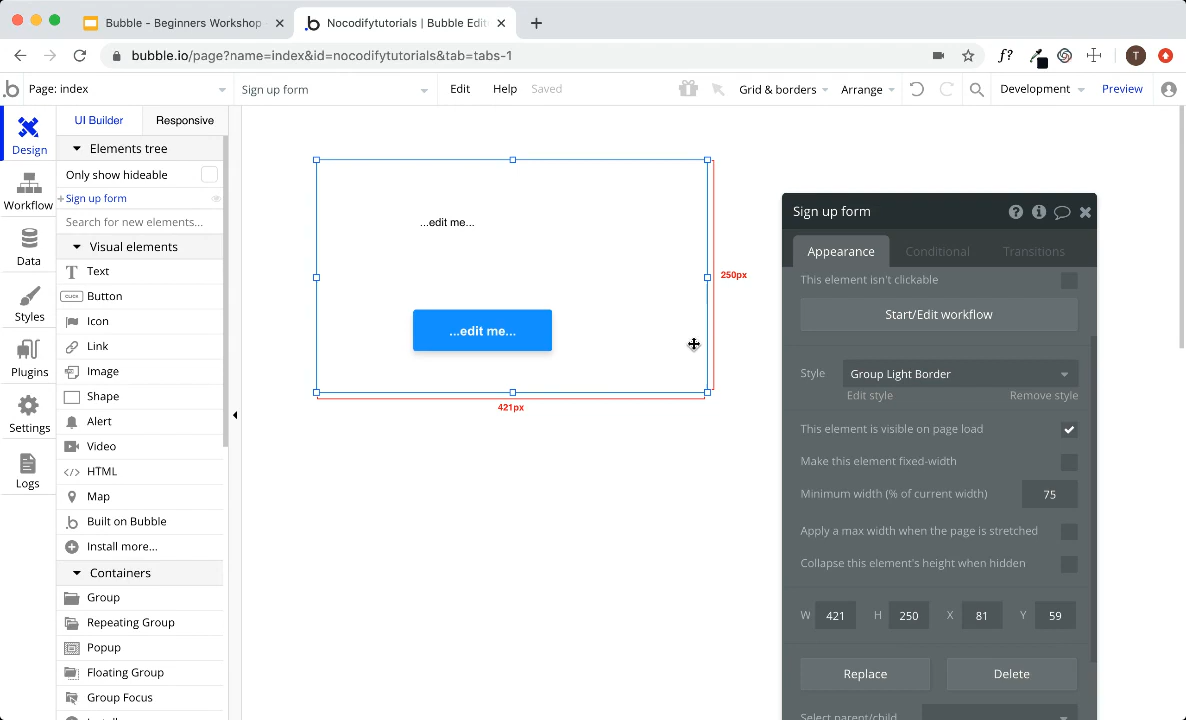 Bubble - Beginners Workshop
Nocodifytutorials | Bubble Edit
bubble.io/page?name=index&id=nocodifytutorials&tab=tabs-1
f?
T
b
Page: index
Sign up form
Edit
Help
Saved
Grid & borders
Arrange
Development
Preview
Design
Workflow
Data
Styles
Plugins
Settings
Logs
UI Builder
Responsive
Elements tree
Only show hideable
Sign up form
Search for new elements...
Visual elements
Text
CLICK
Button
Icon
Link
Image
Shape
Alert
Video
</> HTML
Map
Built on Bubble
Install more...
Containers
Group
Repeating Group
Popup
Floating Group
Group Focus
...edit me...
...edit me...
250px
421px
Sign up form
Appearance
Conditional
Transitions
This element isn't clickable
Start/Edit workflow
Style
Group Light Border
Edit style
Remove style
This element is visible on page load
Make this element fixed-width
Minimum width (% of current width)
75
Apply a max width when the page is stretched
Collapse this element's height when hidden
W 421 H 250 X 81 Y 59
Replace
Delete
Select parent/child